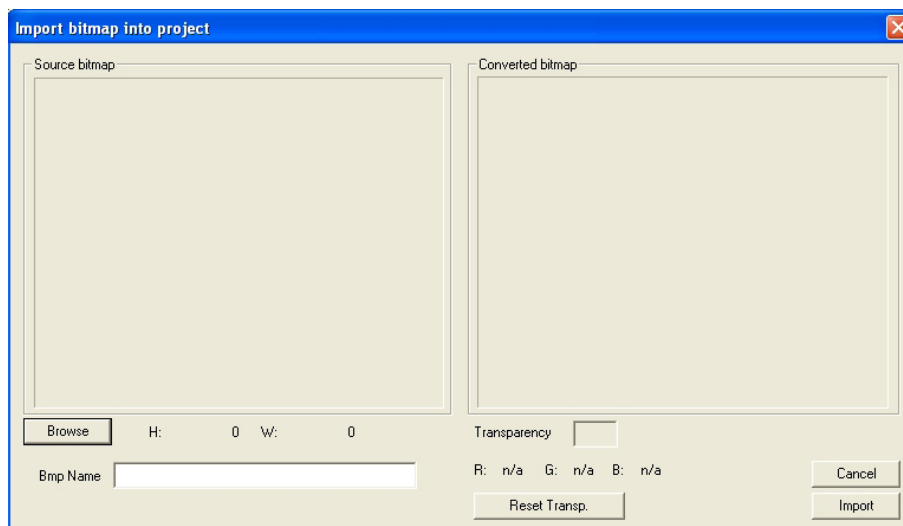 Import bitmap into project
Source bitmap
Converted bitmap
Browse H: 0 W: 0
Transparency
Bmp Name
R: n/a G: n/a B: n/a
Cancel
Reset Transp.
Import